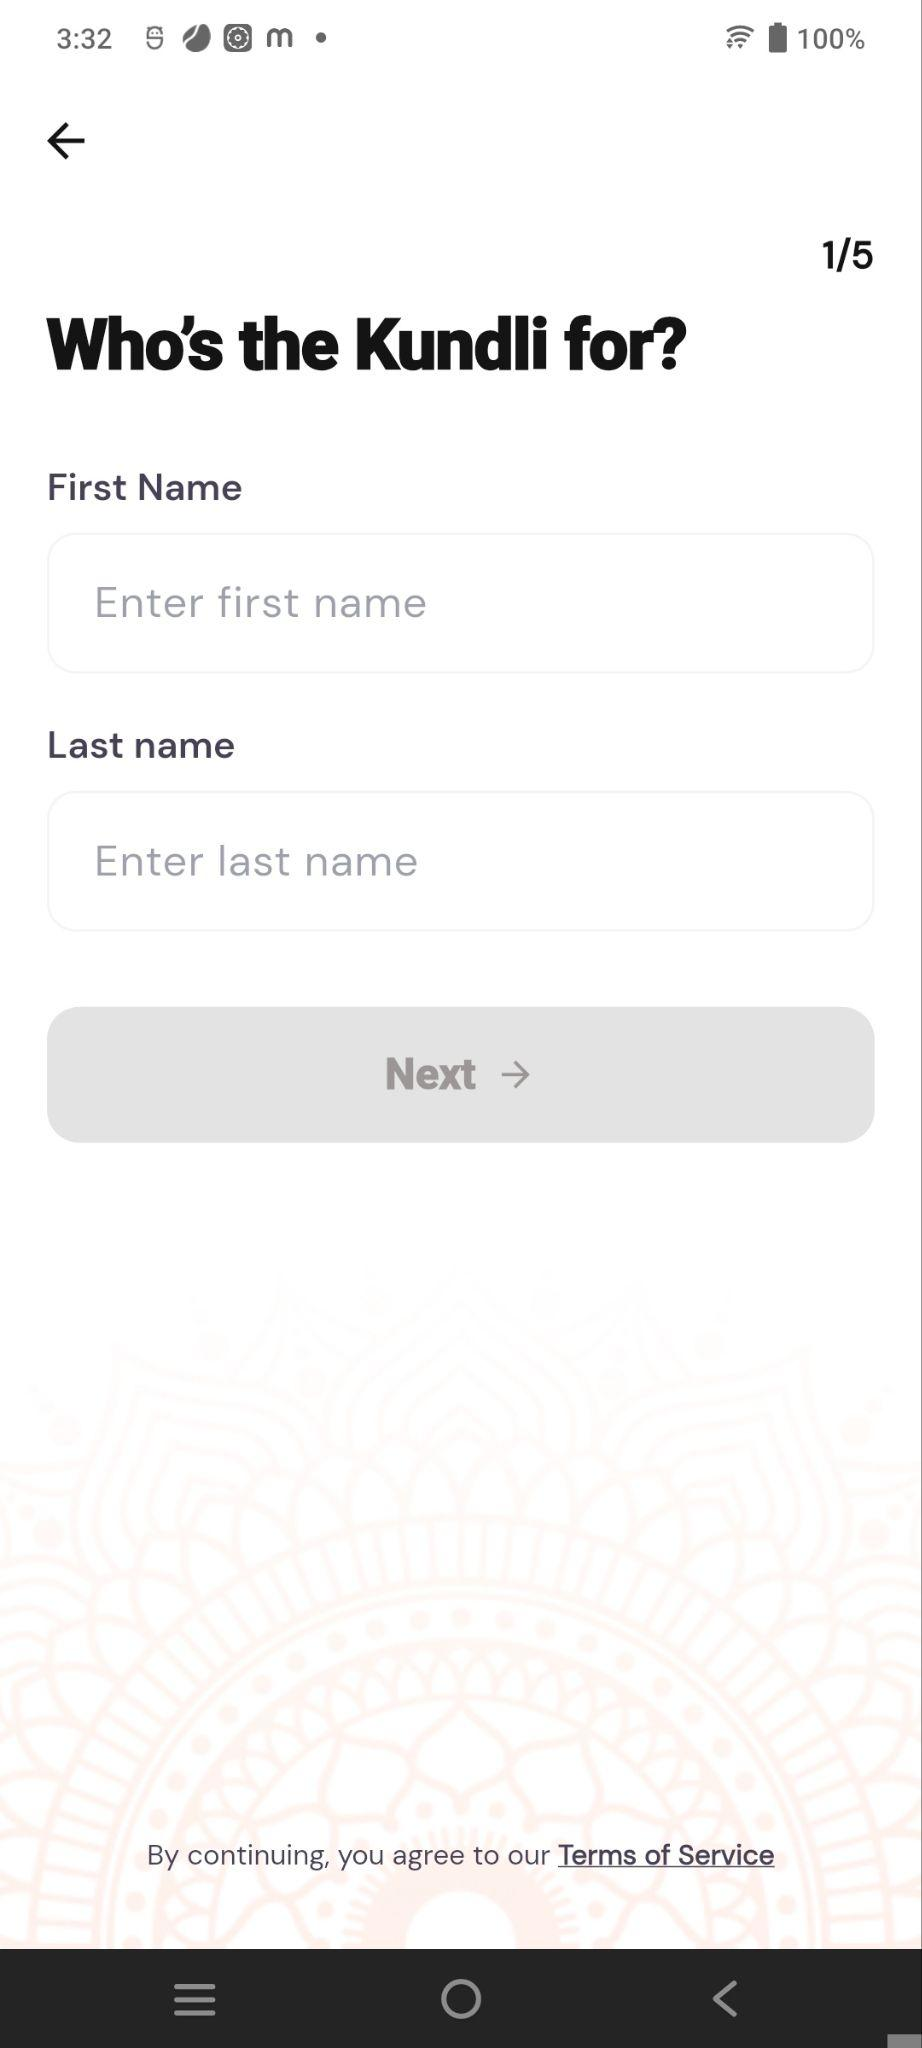 3:32
100%
1/5
Who's the Kundli for?
First Name
Enter first name
Last name
Enter last name
Next →
By continuing, you agree to our Terms of Service